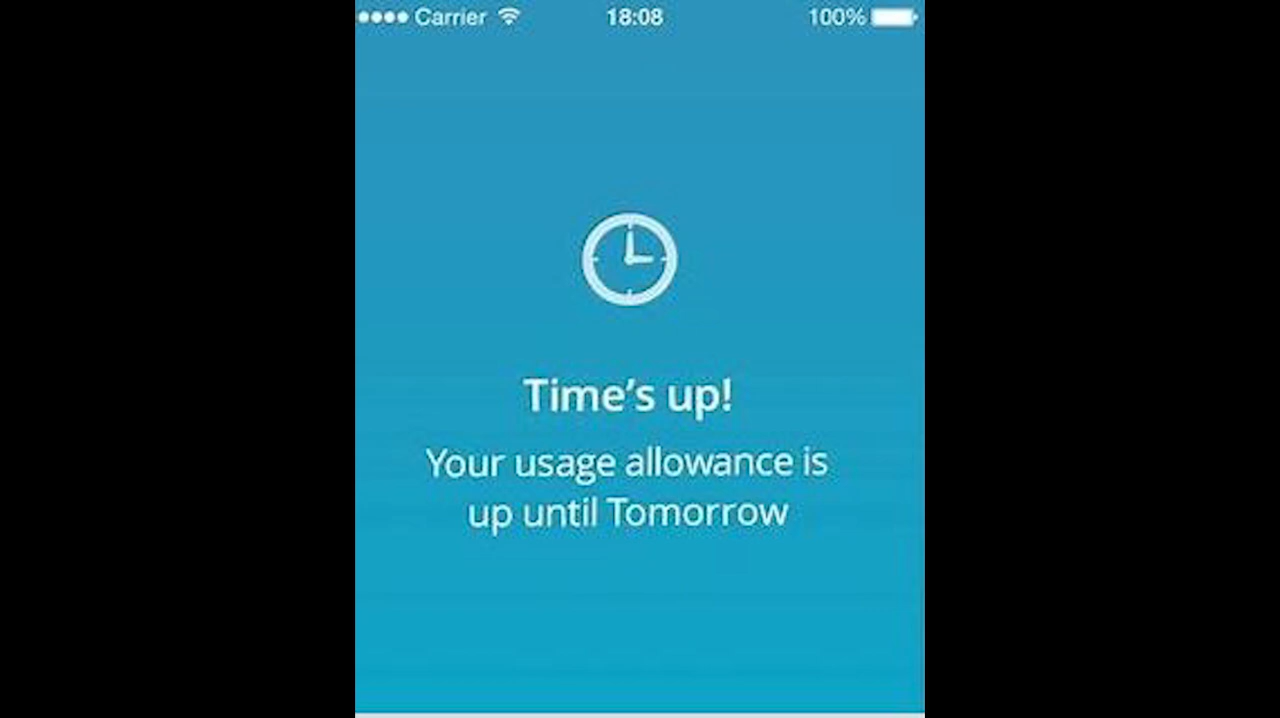 Carrier 18:08 100%
Time's up!
Your usage allowance is
up until Tomorrow